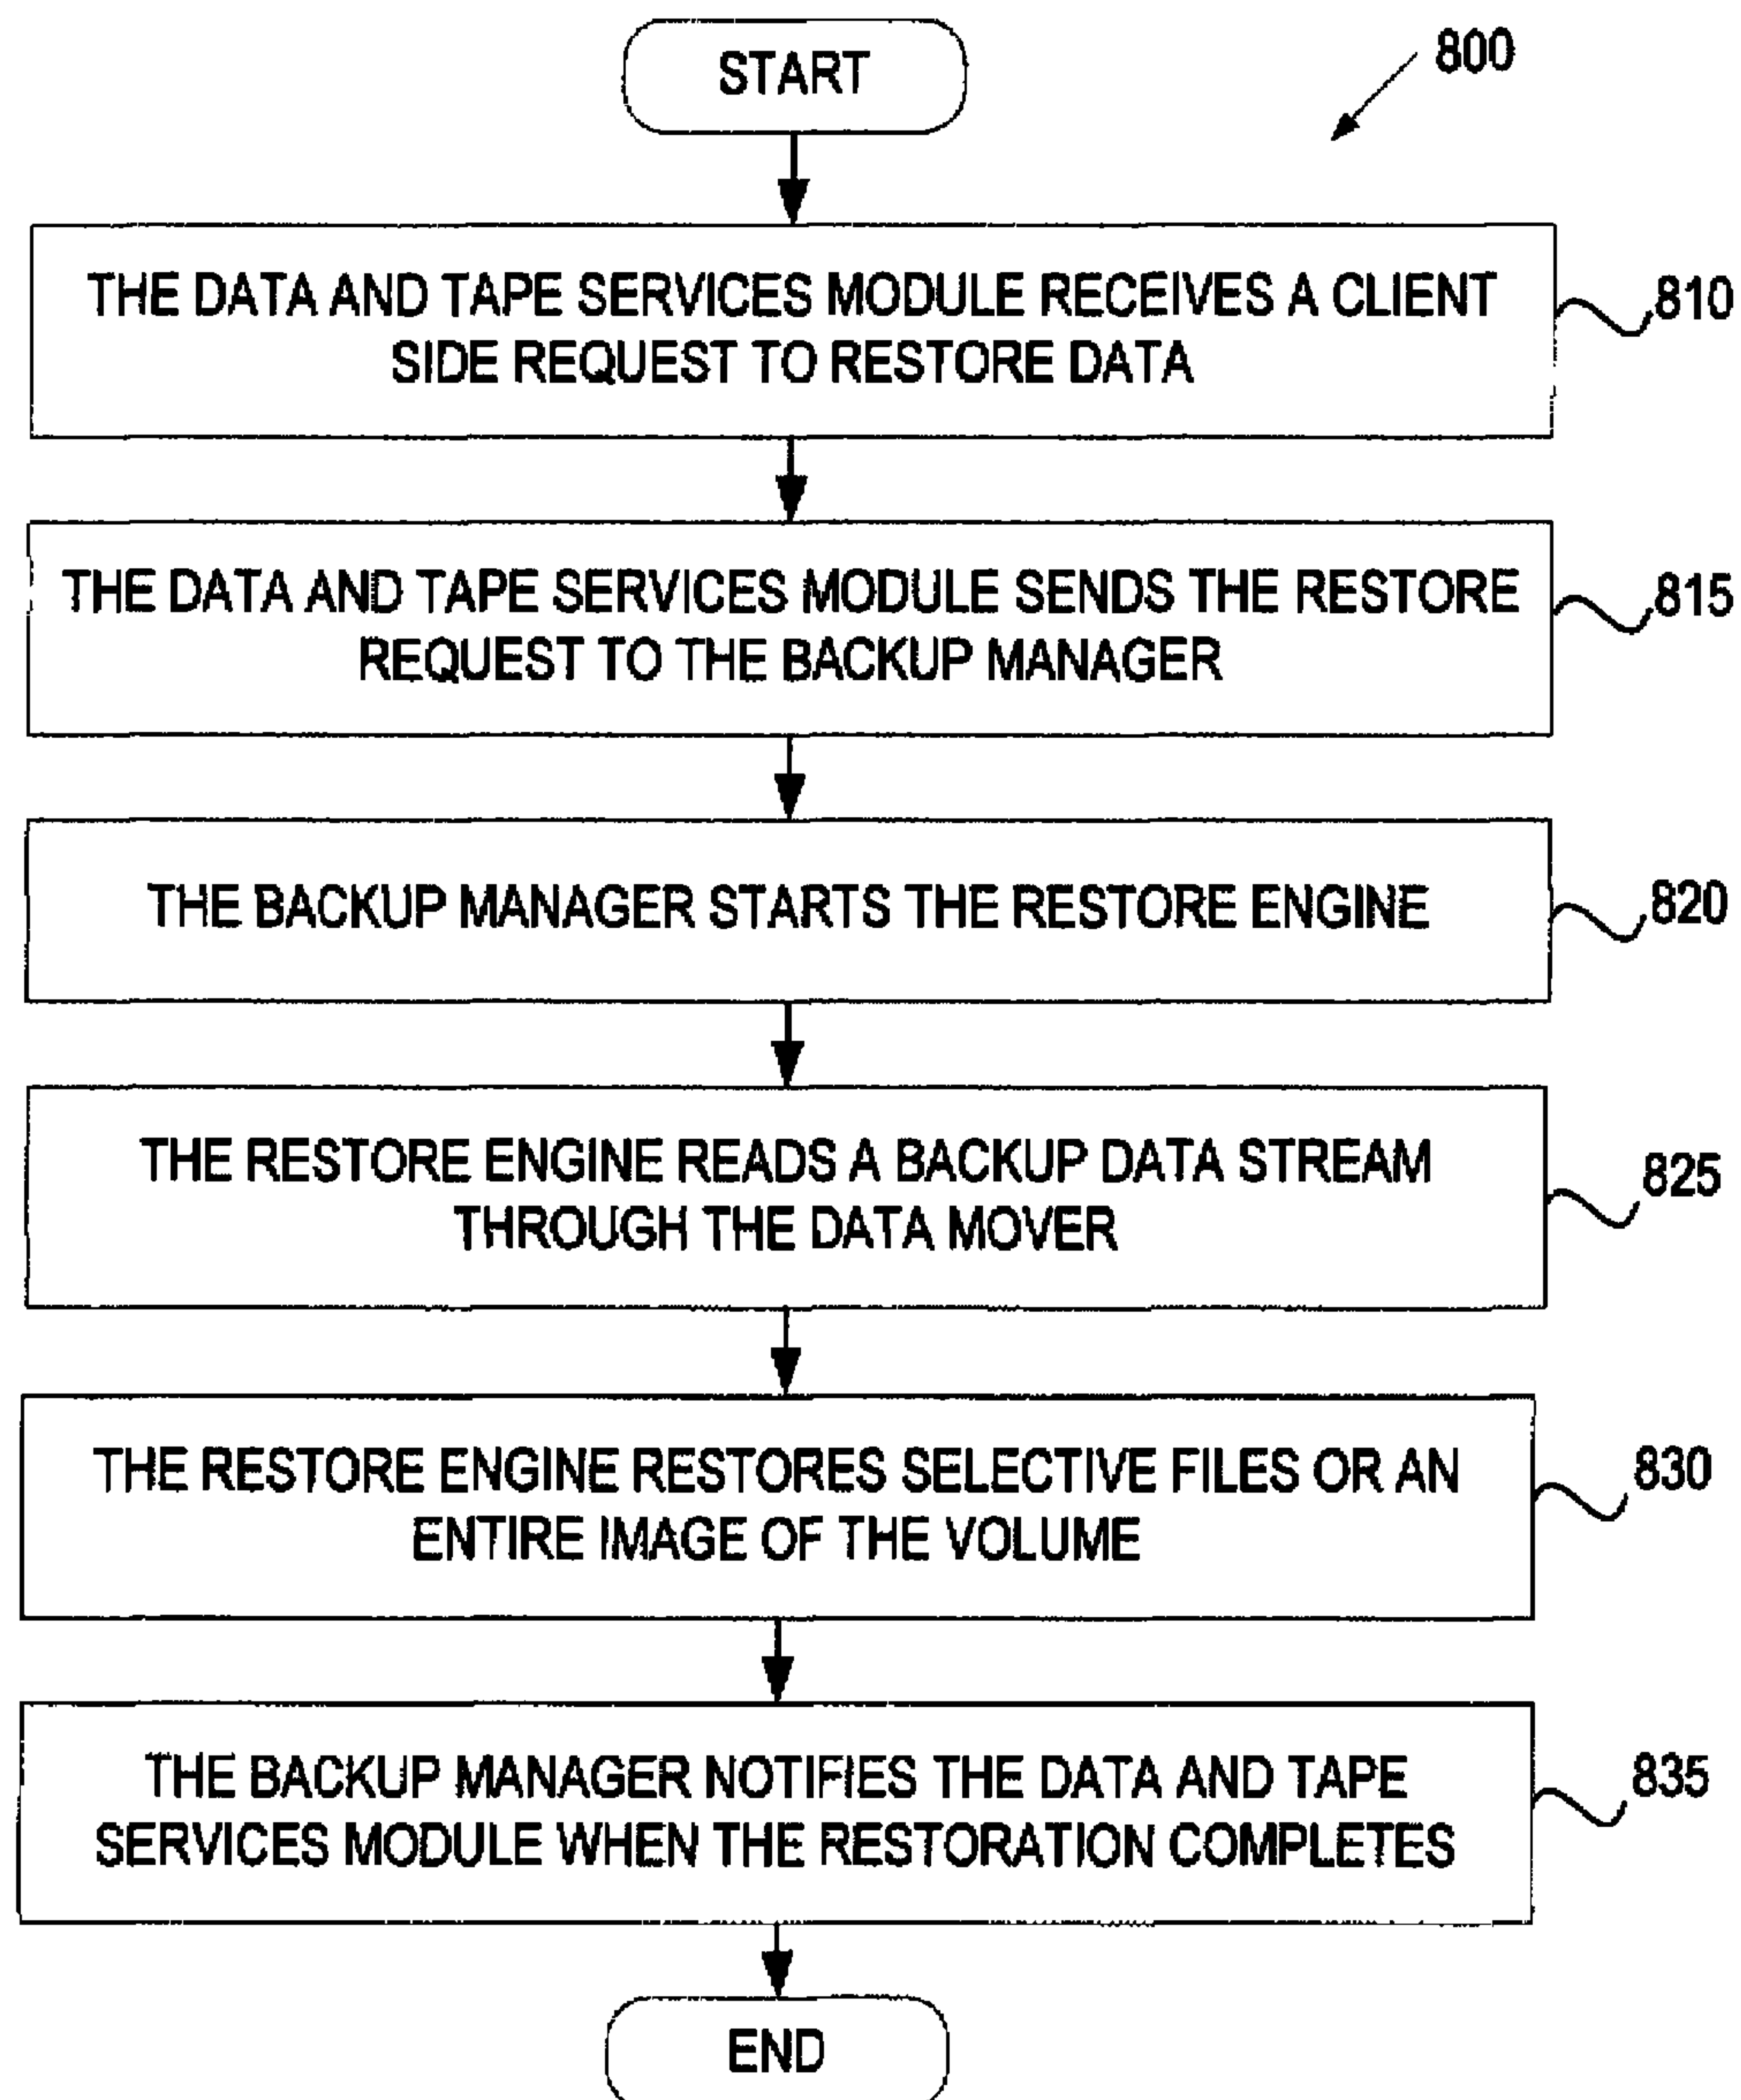 START
800
THE DATA AND TAPE SERVICES MODULE RECEIVES A CLIENT
SIDE REQUEST TO RESTORE DATA
810
THE DATA AND TAPE SERVICES MODULE SENDS THE RESTORE
REQUEST TO THE BACKUP MANAGER
815
THE BACKUP MANAGER STARTS THE RESTORE ENGINE
820
THE RESTORE ENGINE READS A BACKUP DATA STREAM
THROUGH THE DATA MOVER
825
THE RESTORE ENGINE RESTORES SELECTIVE FILES OR AN
ENTIRE IMAGE OF THE VOLUME
830
THE BACKUP MANAGER NOTIFIES THE DATA AND TAPE
SERVICES MODULE WHEN THE RESTORATION COMPLETES
835
END